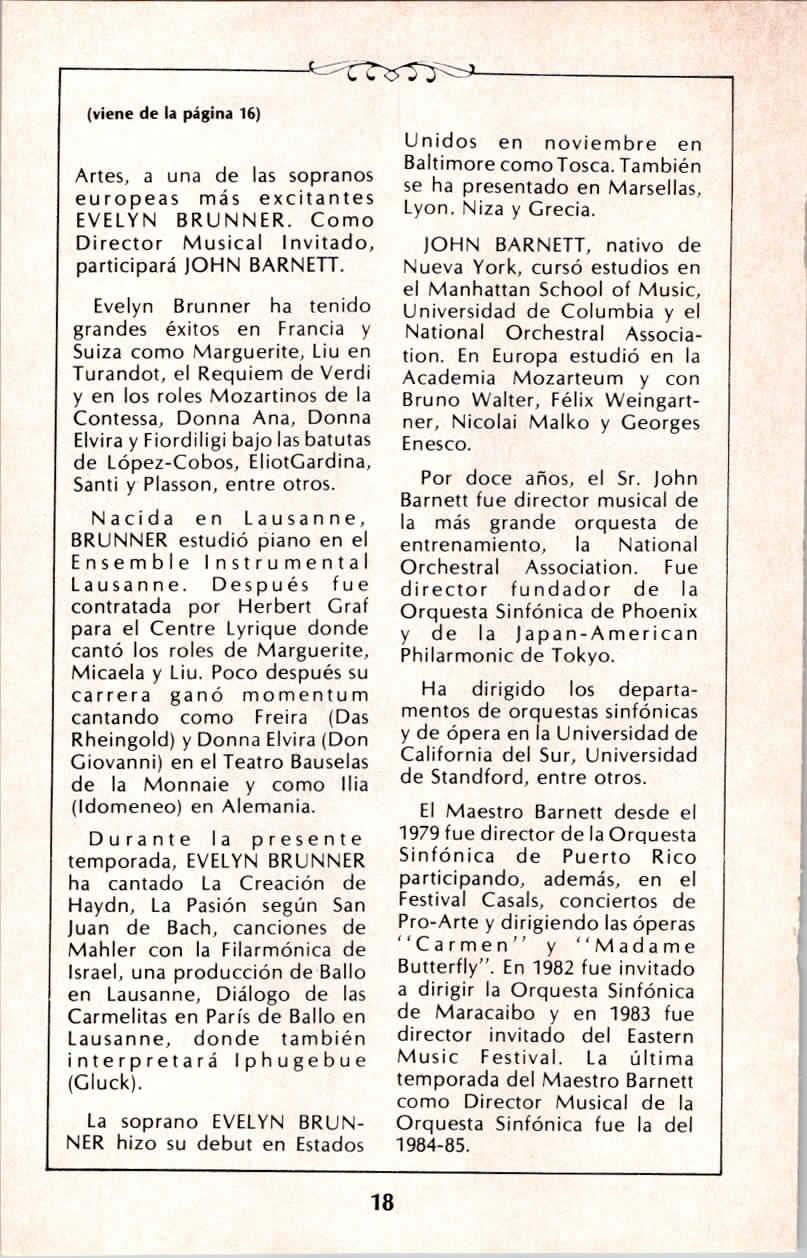 (viene de la página 16)
Artes, a una de las sopranos
europeas más excitantes
EVELYN BRUNNER. Como
Director Musical Invitado,
participará JOHN BARNETT.
Evelyn Brunner ha tenido
grandes éxitos en Francia y
Suiza como Marguerite, Liu en
Turandot, el Requiem de Verdi
y en los roles Mozartinos de la
Contessa, Donna Ana, Donna
Elvira y Fiordiligi bajo las batutas
de López-Cobos, EliotGardina,
Santi y Plasson, entre otros.
Nacida en Lausanne,
BRUNNER estudió piano en el
Ensemble Instrumental
Lausanne. Después fue
contratada por Herbert Graf
para el Centre Lyrique donde
cantó los roles de Marguerite,
Micaela y Liu. Poco después su
carrera ganó momentum
cantando como Freira (Das
Rheingold) y Donna Elvira (Don
Giovanni) en el Teatro Bauselas
de la Monnaie y como Ilia
(Idomeneo) en Alemania.
Durante la presente
temporada, EVELYN BRUNNER
ha cantado La Creación de
Haydn, La Pasión según San
Juan de Bach, canciones de
Mahler con la Filarmónica de
Israel, una producción de Ballo
en Lausanne, Diálogo de las
Carmelitas en París de Ballo en
Lausanne, donde también
interpretará Iphugebue
(Gluck).
La soprano EVELYN BRUN-
NER hizo su debut en Estados
Unidos en noviembre en
Baltimore como Tosca. También
se ha presentado en Marsellas,
Lyon. Niza y Grecia.
JOHN BARNETT, nativo de
Nueva York, cursó estudios en
el Manhattan School of Music,
Universidad de Columbia y el
National Orchestral Associa-
tion. En Europa estudió en la
Academia Mozarteum y con
Bruno Walter, Félix Weingart-
ner, Nicolai Malko y Georges
Enesco.
Por doce años, el Sr. John
Barnett fue director musical de
la más grande orquesta de
entrenamiento, la National
Orchestral Association. Fue
director fundador de la
Orquesta Sinfónica de Phoenix
y de la Japan-American
Philarmonic de Tokyo.
Ha dirigido los departa-
mentos de orquestas sinfónicas
y de ópera en la Universidad de
California del Sur, Universidad
de Standford, entre otros.
El Maestro Barnett desde el
1979 fue director de la Orquesta
Sinfónica de Puerto Rico
participando, además, en el
Festival Casals, conciertos de
Pro-Arte y dirigiendo las óperas
''Carmen'' y ''Madame
Butterfly''. En 1982 fue invitado
a dirigir la Orquesta Sinfónica
de Maracaibo y en 1983 fue
director invitado del Eastern
Music Festival. La última
temporada del Maestro Barnett
como Director Musical de la
Orquesta Sinfónica fue la del
1984-85.
18